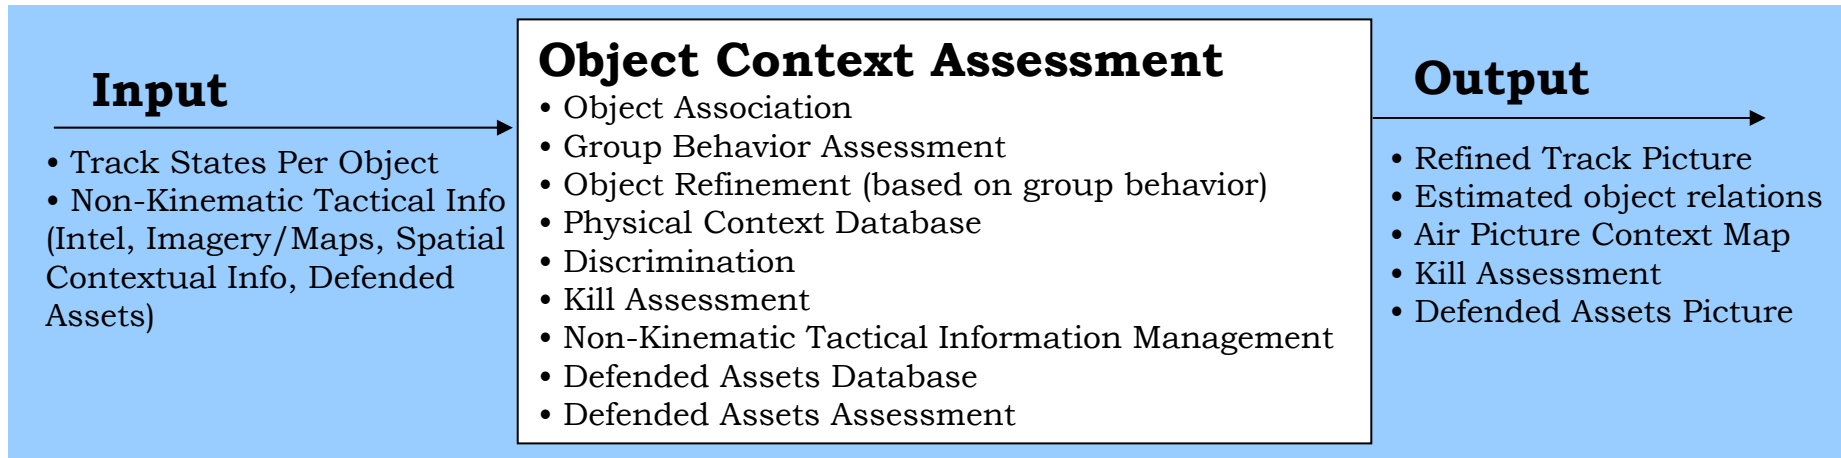 Input
• Track States Per Object
• Non-Kinematic Tactical Info
(Intel, Imagery/Maps, Spatial
Contextual Info, Defended
Assets)
Object Context Assessment
• Object Association
• Group Behavior Assessment
• Object Refinement (based on group behavior)
• Physical Context Database
• Discrimination
• Kill Assessment
• Non-Kinematic Tactical Information Management
• Defended Assets Database
• Defended Assets Assessment
Output
• Refined Track Picture
• Estimated object relations
• Air Picture Context Map
• Kill Assessment
• Defended Assets Picture